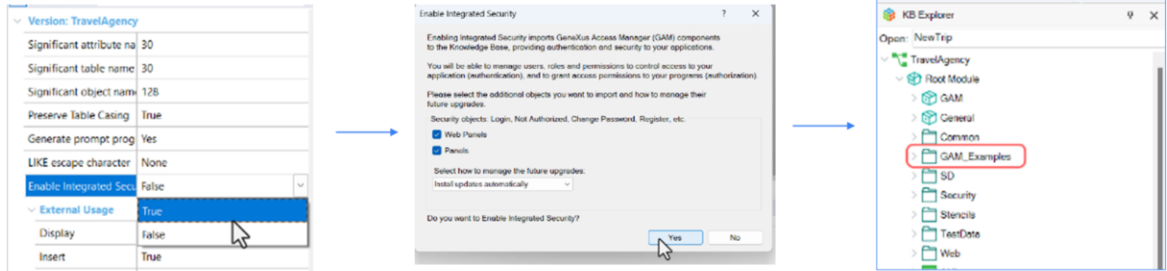 Version: TravelAgency
Significant attribute na 30
Significant table name 30
Significant object nam 128
Preserve Table Casing True
Generate prompt prog Yes
LIKE escape character None
Enable Integrated Secu False
True
External Usage
Display
False
Insert True
Enable Integrated Security ? X
Enabling Integrated Security imports GeneXus Access Manager (GAM) components
to the Knowledge Base, providing authentication and security to your applications.
You will be able to manage users, roles and permissions to control access to your
application (authentication), and to grant access permissions to your programs (authorization)
Please select the additional objects you want to import and how to manage their
future upgrades.
Security objects: Login, Not Authorized, Change Password, Register, etc.
Web Panels
Panels
Select how to manage the future upgrades:
Install updates automatically
Do you want to Enable Integrated Security?
Yes No
KB Explorer
Open: NewTrip
TravelAgency
Root Module
GAM
General
Common
GAM_Examples
SD
Security
Stencils
TestData
Web